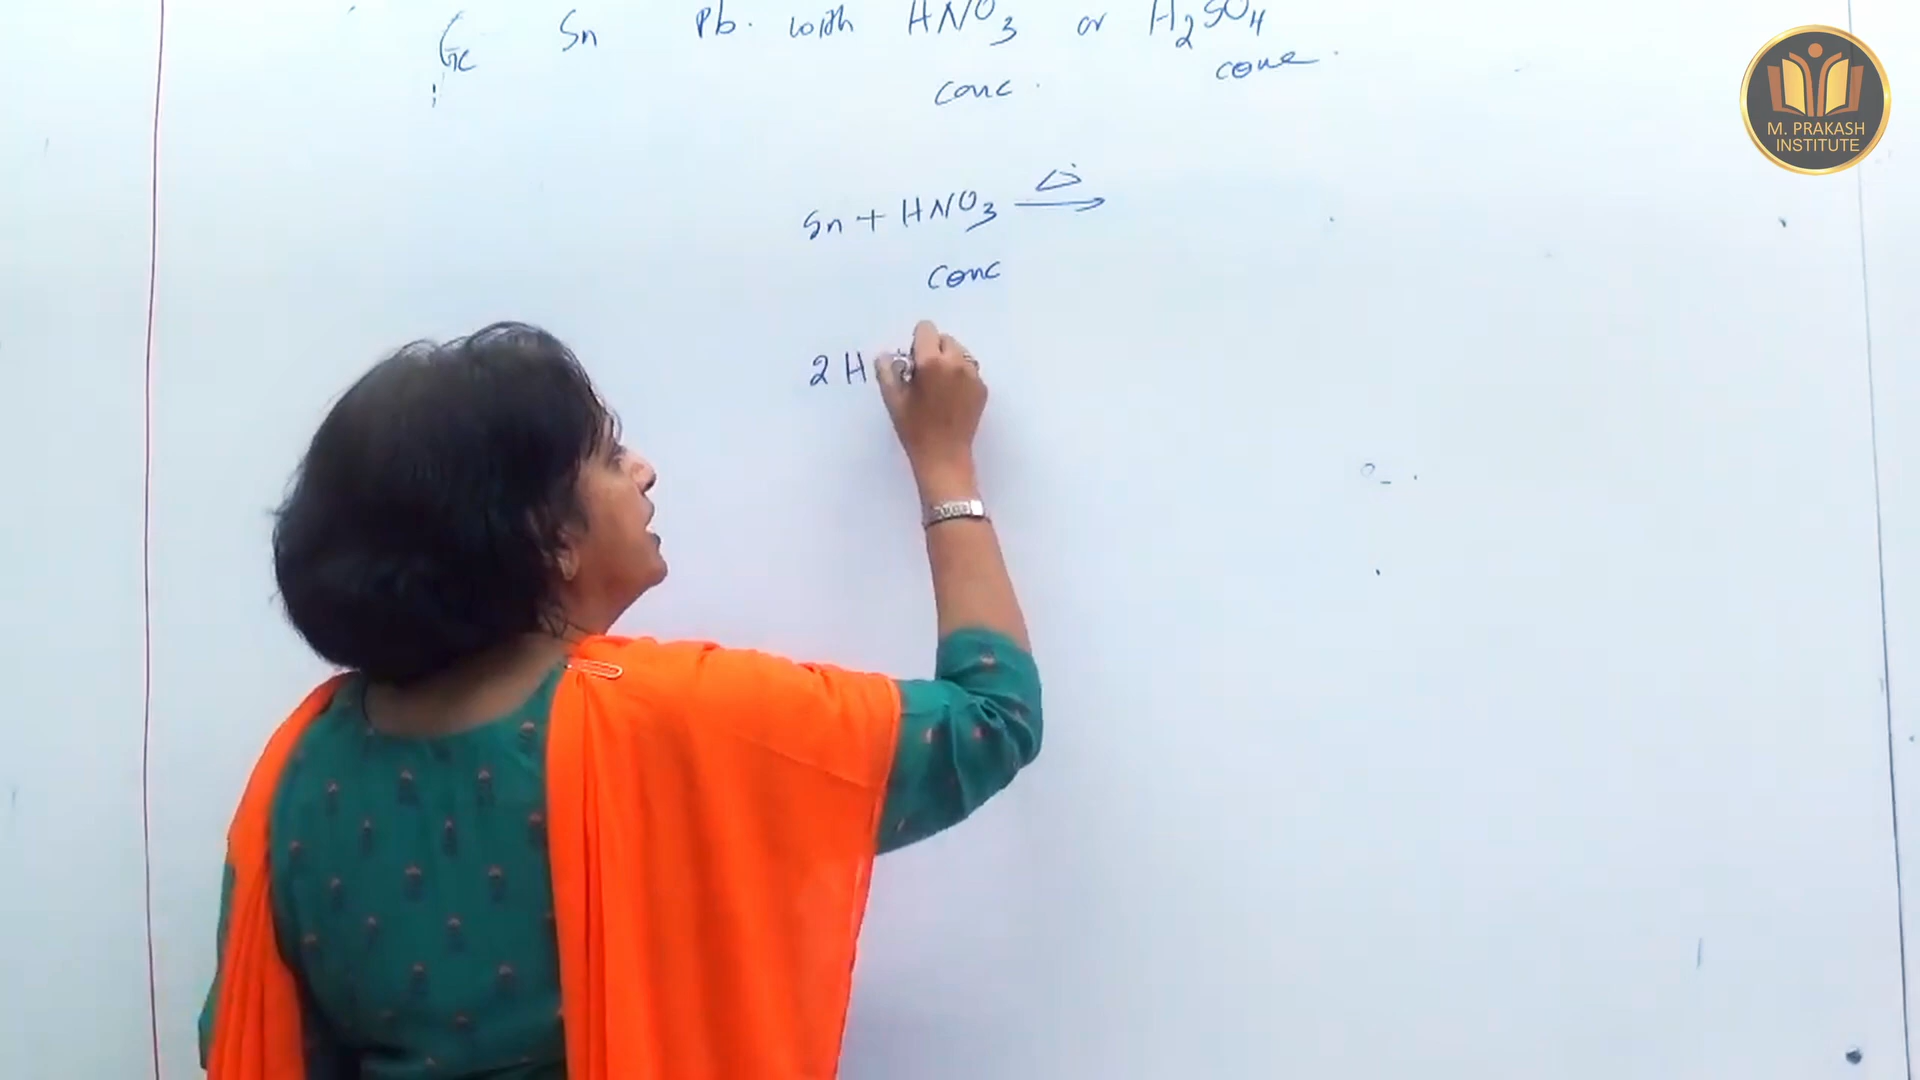 Ge Sn Pb. with HNO3 or H2SO4
conc. conc.
Sn + HNO3 △ →
conc
2 H
M. PRAKASH
INSTITUTE